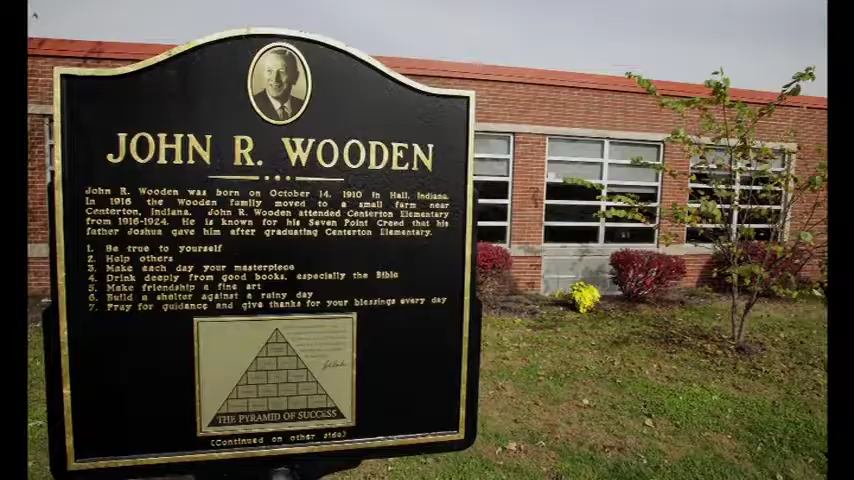 JOHN R. WOODEN
John R. Wooden was born on October 14, 1910 in Hall, Indiana.
In 1916 the Wooden family moved to a small farm near
Centerton, Indiana. John R. Wooden attended Centerton Elementary
from 1916-1924. He is known for his Seven Point Creed that his
father Joshua gave him after graduating Centerton Elementary.
1. Be true to yourself
2. Help others
3. Make each day your masterpiece
4. Drink deeply from good books, especially the Bible
5. Make friendship a fine art
6. Build a shelter against a rainy day
7. Pray for guidance and give thanks for your blessings every day
THE PYRAMID OF SUCCESS
(Continued on other side)